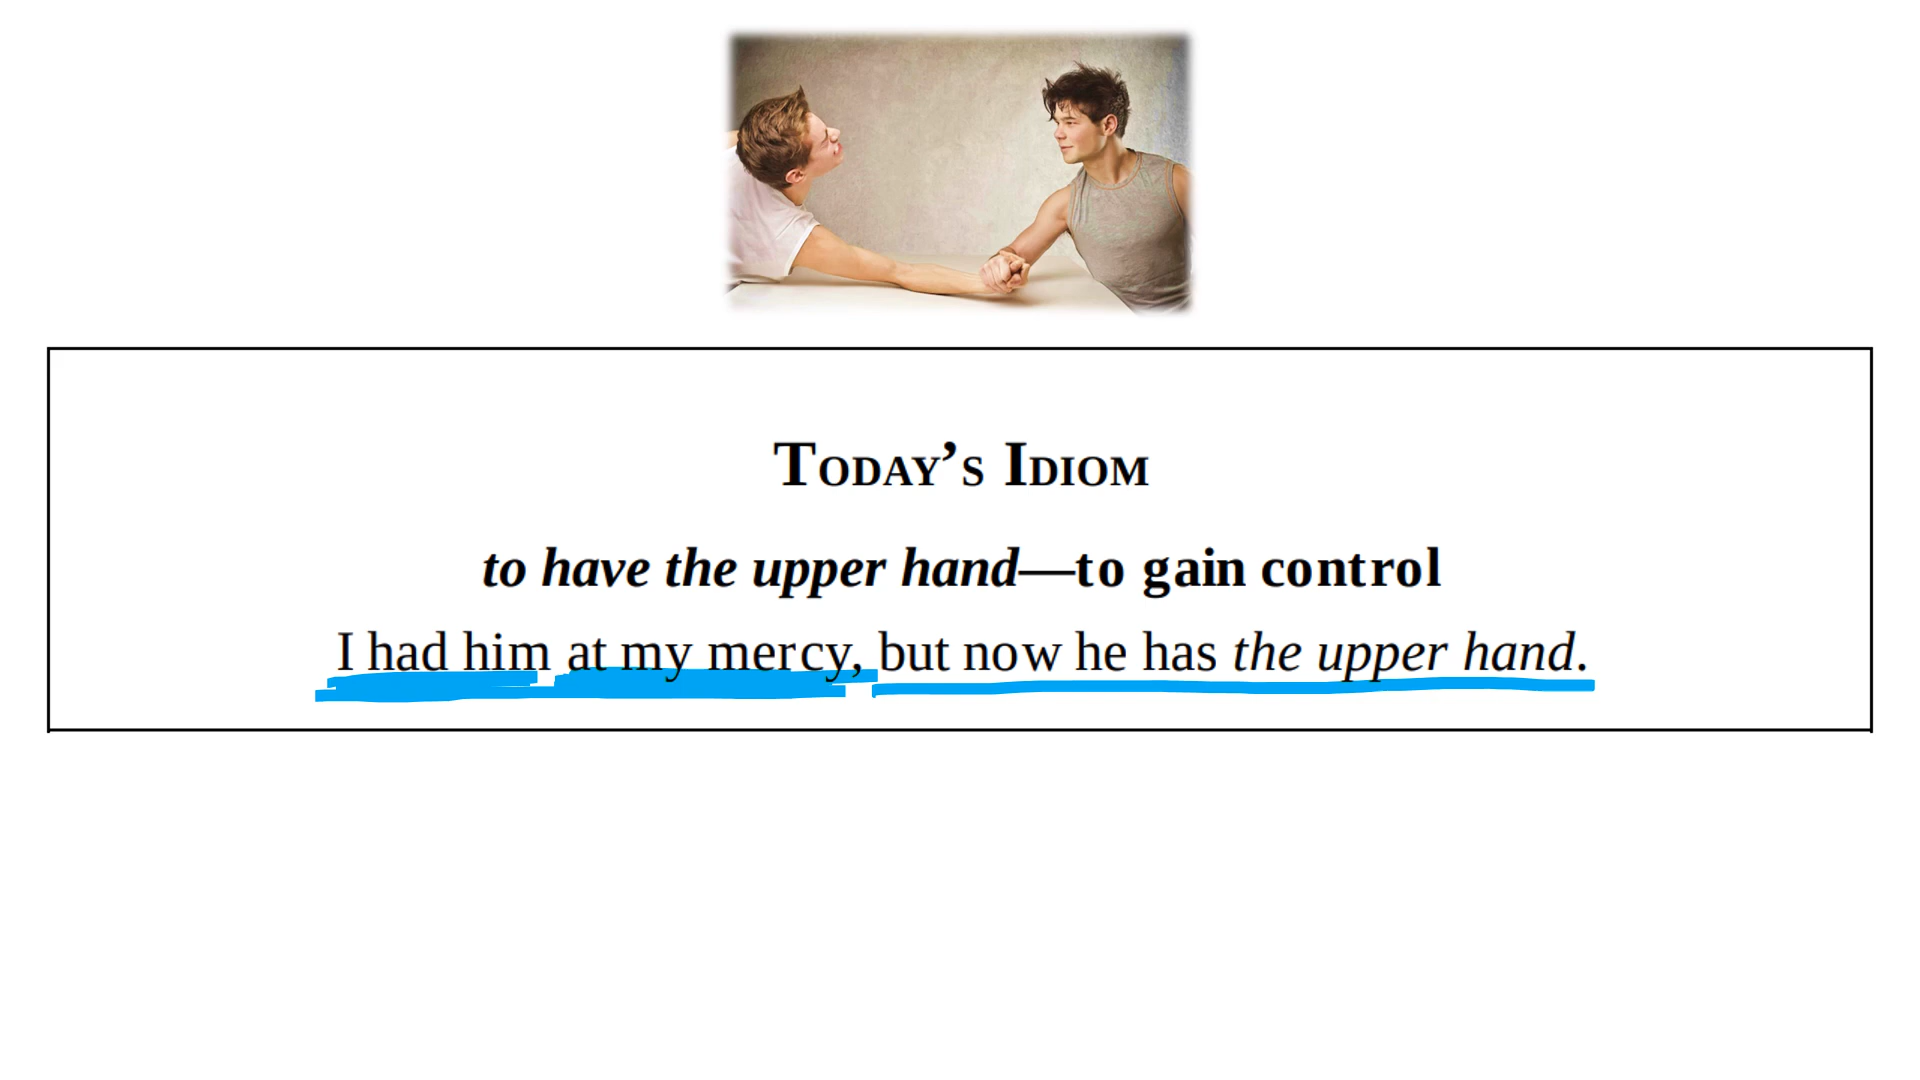 Today’s Idiom
to have the upper hand—to gain control
I had him at my mercy, but now he has the upper hand.